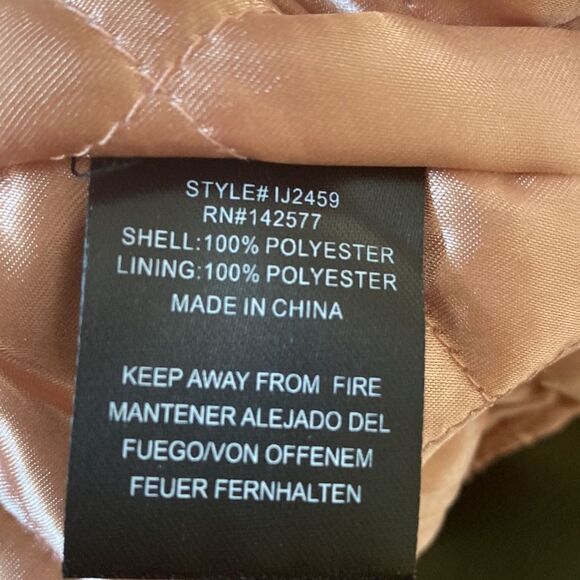 STYLE# IJ2459
RN#142577
SHELL:100% POLYESTER
LINING:100% POLYESTER
MADE IN CHINA
KEEP AWAY FROM FIRE
MANTENER ALEJADO DEL
FUEGO/VON OFFENEM
FEUER FERNHALTEN